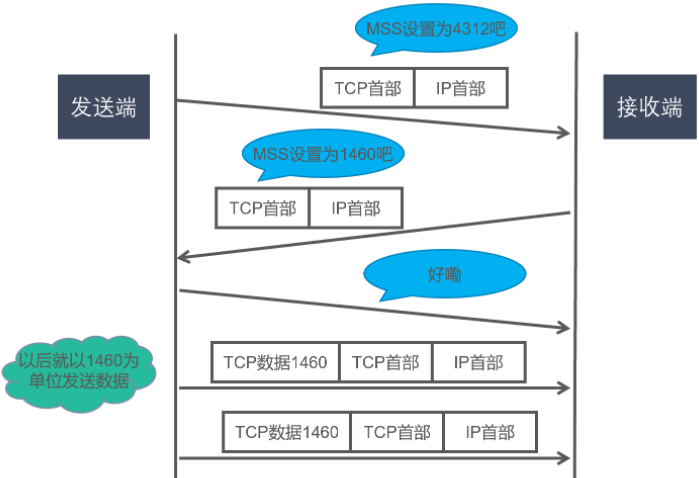 MSS设置为4312吧
TCP首部 IP首部
发送端
接收端
MSS设置为1460吧
TCP首部 IP首部
好嘞
以后就以1460为
单位发送数据
TCP数据1460 TCP首部 IP首部
TCP数据1460 TCP首部 IP首部